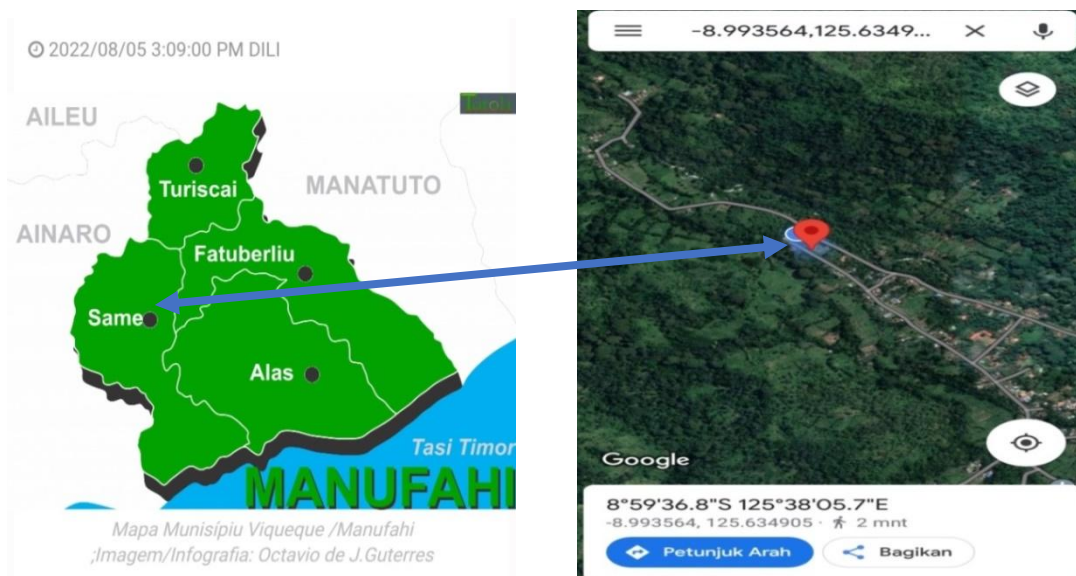 2022/08/05 3:09:00 PM DILI
Timor
AILEU
Turiscai
MANATUTO
AINARO
Fatuberliu
Same
Alas
Tasi Timor
MANUFAHI
Mapa Munisípiu Viqueque /Manufahi
;Imagem/Infografia: Octavio de J.Guterres
-8.993564,125.6349...
Google
8°59'36.8"S 125°38'05.7"E
-8.993564, 125.634905 · 2 mnt
Petunjuk Arah
Bagikan